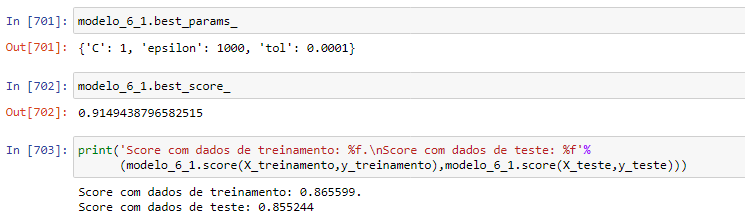 In [701]: modelo_6_1.best_params_
Out[701]: {'C': 1, 'epsilon': 1000, 'tol': 0.0001}
In [702]: modelo_6_1.best_score_
Out[702]: 0.9149438796582515
In [703]: print('Score com dados de treinamento: %f.\nScore com dados de teste: %f'%
(modelo_6_1.score(X_treinamento,y_treinamento),modelo_6_1.score(X_teste,y_teste)))
Score com dados de treinamento: 0.865599.
Score com dados de teste: 0.855244